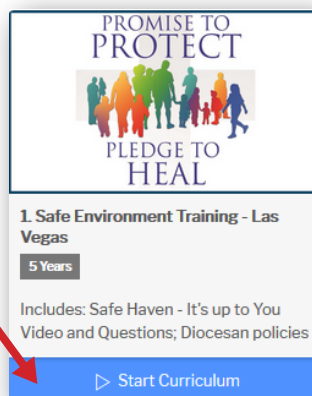 PROMISE TO
PROTECT
PLEDGE TO
HEAL
1. Safe Environment Training - Las
Vegas
5 Years
Includes: Safe Haven - It's up to You
Video and Questions; Diocesan policies
Start Curriculum